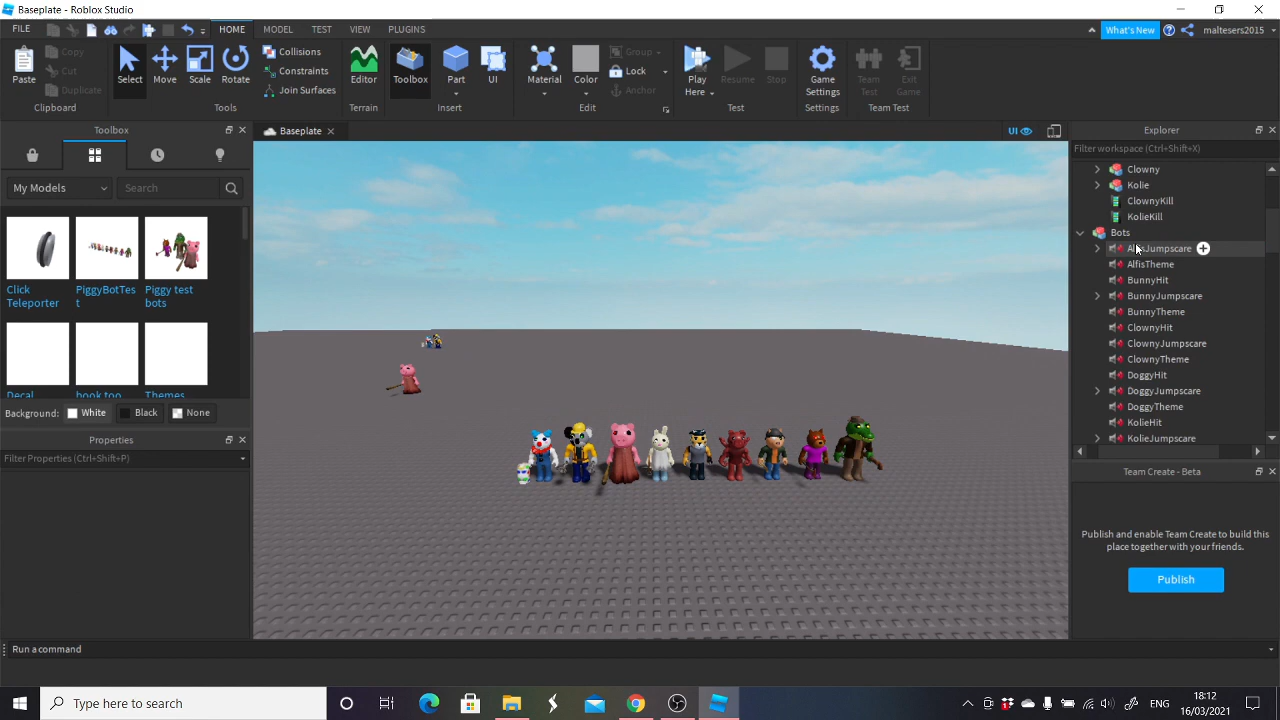 Baseplate - Roblox Studio
FILE
HOME
MODEL
TEST
VIEW
PLUGINS
What's New
maltesers2015
Paste
Copy
Cut
Duplicate
Clipboard
Select
Move
Scale
Rotate
Collisions
Constraints
Join Surfaces
Tools
Editor
Terrain
Toolbox
Part
UI
Insert
Material
Color
Group
Lock
Anchor
Edit
Play
Here
Resume
Stop
Test
Game
Settings
Settings
Team
Test
Exit
Game
Team Test
Toolbox
My Models
Search
Click
Teleporter
PiggyBotTes
t
Piggy test
bots
Decal
book too
Themes
Background:
White
Black
None
Properties
Filter Properties (Ctrl+Shift+P)
Baseplate
UI
Explorer
Filter workspace (Ctrl+Shift+X)
Clowny
Kolie
ClownyKill
KolieKill
Bots
AlfisJumpscare
AlfisTheme
BunnyHit
BunnyJumpscare
BunnyTheme
ClownyHit
ClownyJumpscare
ClownyTheme
DoggyHit
DoggyJumpscare
DoggyTheme
KolieHit
KolieJumpscare
Team Create - Beta
Publish and enable Team Create to build this
place together with your friends.
Publish
Run a command
Type here to search
ENG
18:12
16/03/2021